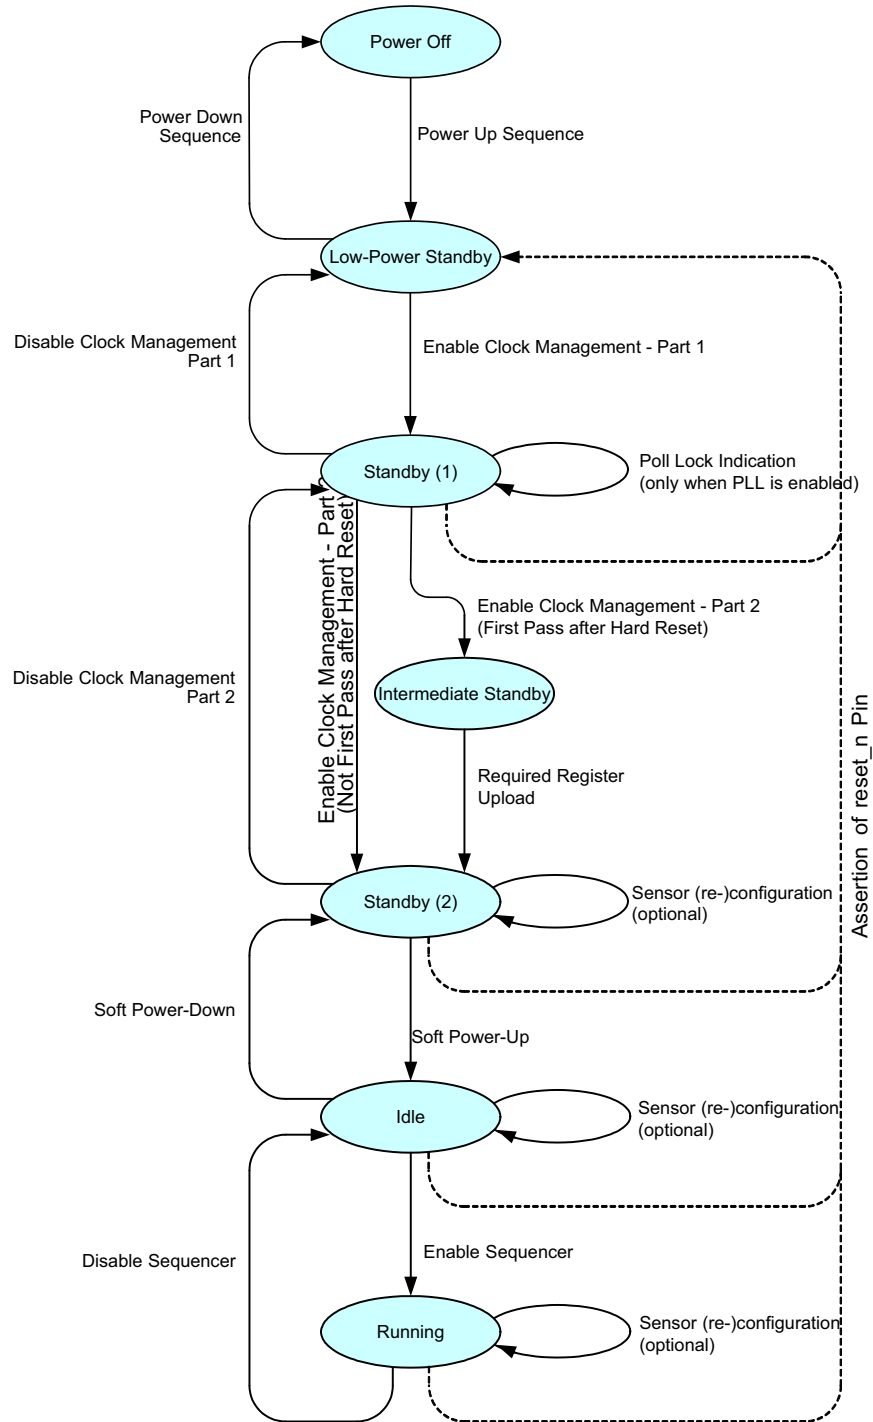 Power Off
Power Down
Sequence
Power Up Sequence
Low-Power Standby
Disable Clock Management
Part 1
Enable Clock Management - Part 1
Standby (1)
Poll Lock Indication
(only when PLL is enabled)
Enable Clock Management - Part
(Not First Pass after Hard Reset)
Enable Clock Management - Part 2
(First Pass after Hard Reset)
Disable Clock Management
Part 2
Intermediate Standby
Required Register
Upload
Assertion of reset_n Pin
Standby (2)
Sensor (re-)configuration
(optional)
Soft Power-Down
Soft Power-Up
Idle
Sensor (re-)configuration
(optional)
Disable Sequencer
Enable Sequencer
Running
Sensor (re-)configuration
(optional)